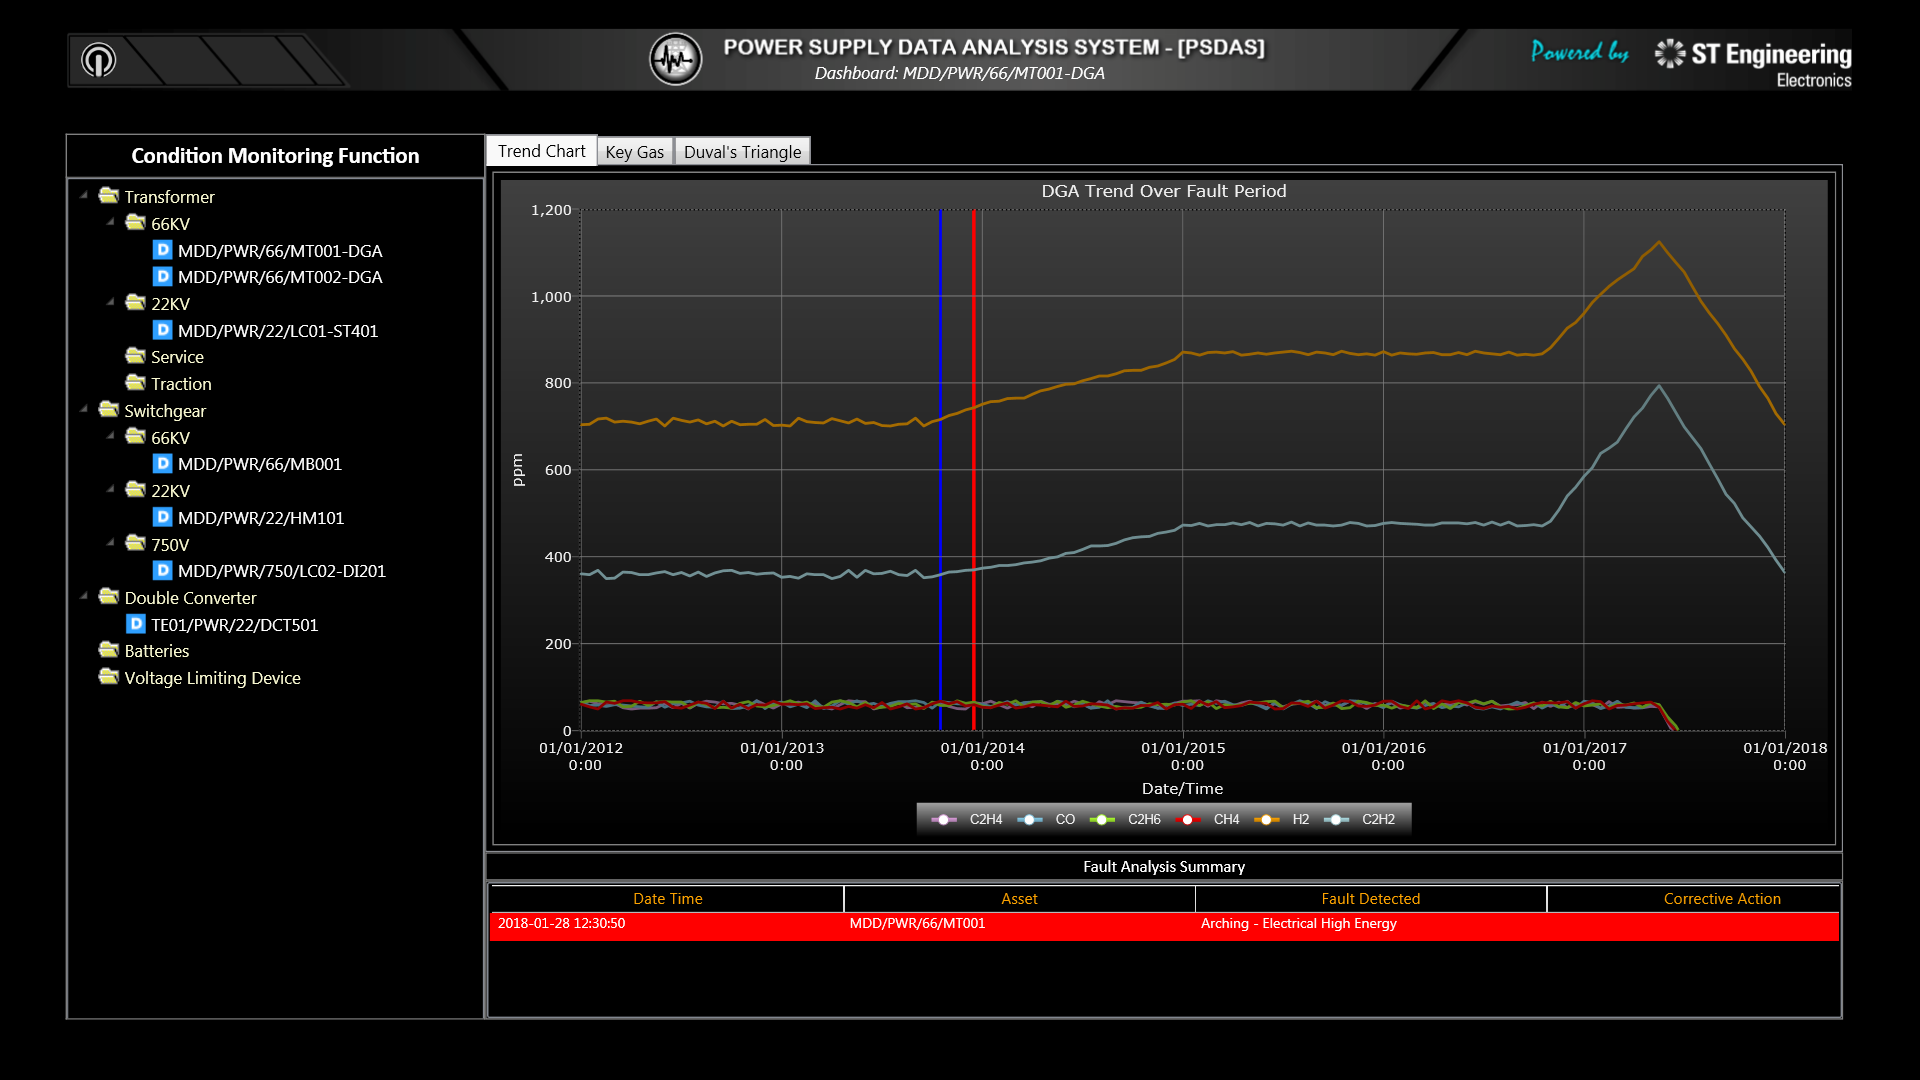 POWER SUPPLY DATA ANALYSIS SYSTEM - [PSDAS]
Dashboard: MDD/PWR/66/MT001-DGA
Powered by
ST Engineering
Electronics
Condition Monitoring Function
Transformer
66KV
D MDD/PWR/66/MT001-DGA
D MDD/PWR/66/MT002-DGA
22KV
D MDD/PWR/22/LC01-ST401
Service
Traction
Switchgear
66KV
D MDD/PWR/66/MB001
22KV
D MDD/PWR/22/HM101
750V
D MDD/PWR/750/LC02-DI201
Double Converter
D TE01/PWR/22/DCT501
Batteries
Voltage Limiting Device
Trend Chart Key Gas Duval's Triangle
DGA Trend Over Fault Period
1,200
1,000
800
600
400
200
0
ppm
01/01/2012 01/01/2013 01/01/2014 01/01/2015 01/01/2016 01/01/2017 01/01/2018
0:00 0:00 0:00 0:00 0:00 0:00 0:00
Date/Time
C2H4 CO C2H6 CH4 H2 C2H2
Fault Analysis Summary
Date Time Asset Fault Detected Corrective Action
2018-01-28 12:30:50 MDD/PWR/66/MT001 Arching - Electrical High Energy